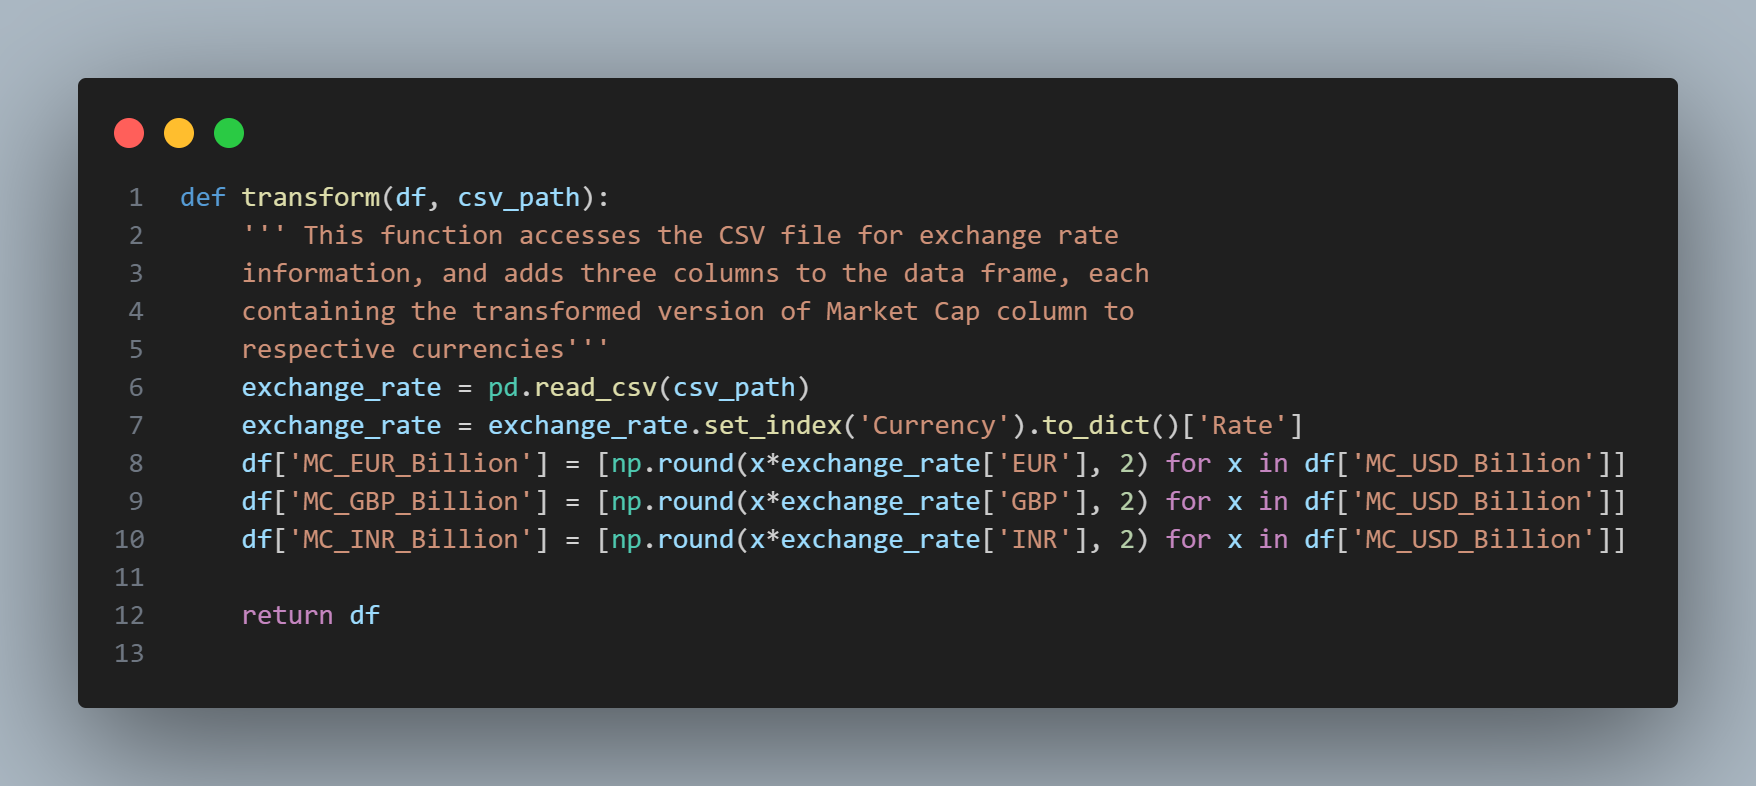 1 def transform(df, csv_path):
2     ''' This function accesses the CSV file for exchange rate
3     information, and adds three columns to the data frame, each
4     containing the transformed version of Market Cap column to
5     respective currencies'''
6     exchange_rate = pd.read_csv(csv_path)
7     exchange_rate = exchange_rate.set_index('Currency').to_dict()['Rate']
8     df['MC_EUR_Billion'] = [np.round(x*exchange_rate['EUR'], 2) for x in df['MC_USD_Billion']]
9     df['MC_GBP_Billion'] = [np.round(x*exchange_rate['GBP'], 2) for x in df['MC_USD_Billion']]
10     df['MC_INR_Billion'] = [np.round(x*exchange_rate['INR'], 2) for x in df['MC_USD_Billion']]
11
12     return df
13